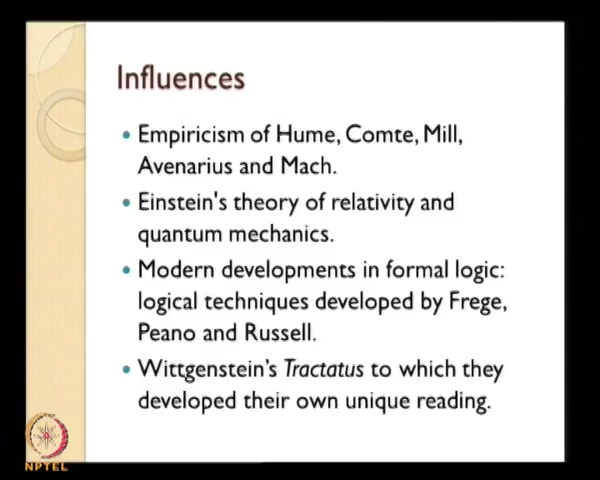 Influences
• Empiricism of Hume, Comte, Mill,
Avenarius and Mach.
• Einstein's theory of relativity and
quantum mechanics.
• Modern developments in formal logic:
logical techniques developed by Frege,
Peano and Russell.
• Wittgenstein's Tractatus to which they
developed their own unique reading.
NPTEL